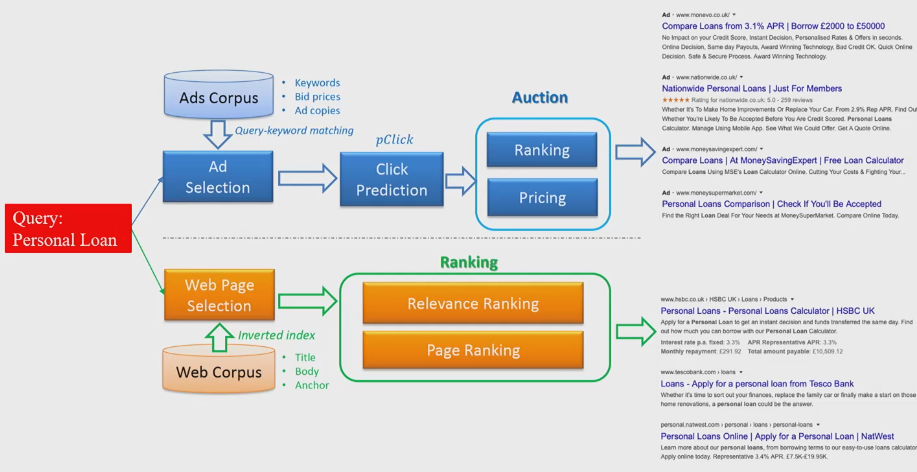 Query:
Personal Loan
Ads Corpus
• Keywords
• Bid prices
• Ad copies
Query-keyword matching
Ad
Selection
pClick
Click
Prediction
Auction
Ranking
Pricing
Web Page
Selection
Inverted index
Web Corpus
• Title
• Body
• Anchor
Ranking
Relevance Ranking
Page Ranking
Ad · www.monevo.co.uk/
Compare Loans from 3.1% APR | Borrow £2000 to £50000
No Impact on your Credit Score, Instant Decision, Personalised Rates & Offers in seconds.
Online Decision, Same day Payouts, Award Winning Technology, Bad Credit OK. Quick Online
Decision. Safe & Secure Process. Award Winning Technology.
Ad · www.nationwide.co.uk/
Nationwide Personal Loans | Just For Members
★★★★★ Rating for nationwide.co.uk: 5.0 - 259 reviews
Whether It's To Make Home Improvements Or Replace Your Car. From 2.9% Rep APR. Find Ou
Whether You're Likely To Be Accepted Before You Are Credit Scored. Personal Loans
Calculator. Manage Using Mobile App. See What We Could Offer. Get A Quote Online.
Ad · www.moneysavingexpert.com/
Compare Loans | At MoneySavingExpert | Free Loan Calculator
Compare Loans Using MSE's Loan Calculator Online. Cutting Your Costs & Fighting Your...
Ad · www.moneysupermarket.com/
Personal Loans Comparison | Check If You'll Be Accepted
Find the Right Loan Deal For Your Needs at MoneySuperMarket. Compare Online Today.
www.hsbc.co.uk › HSBC UK › Loans › Products
Personal Loans - Personal Loans Calculator | HSBC UK
Apply for a Personal Loan to get an instant decision and funds transferred the same day. Find
out how much you can borrow with our Personal Loan Calculator.
Interest rate p.a. fixed: 3.3% APR Representative APR: 3.3%
Monthly repayment: £291.92 Total amount payable: £10,509.12
www.tescobank.com › loans
Loans - Apply for a personal loan from Tesco Bank
Whether it's time to sort out your finances, replace the family car or finally make a start on those
home renovations, a personal loan could be the answer.
personal.natwest.com › personal › loans › personal-loans
Personal Loans Online | Apply for a Personal Loan | NatWest
Learn more about our personal loans, from borrowing terms to our easy-to-use loans calculator
Apply online today. Representative 3.4% APR. £7.5K-£19.95K.